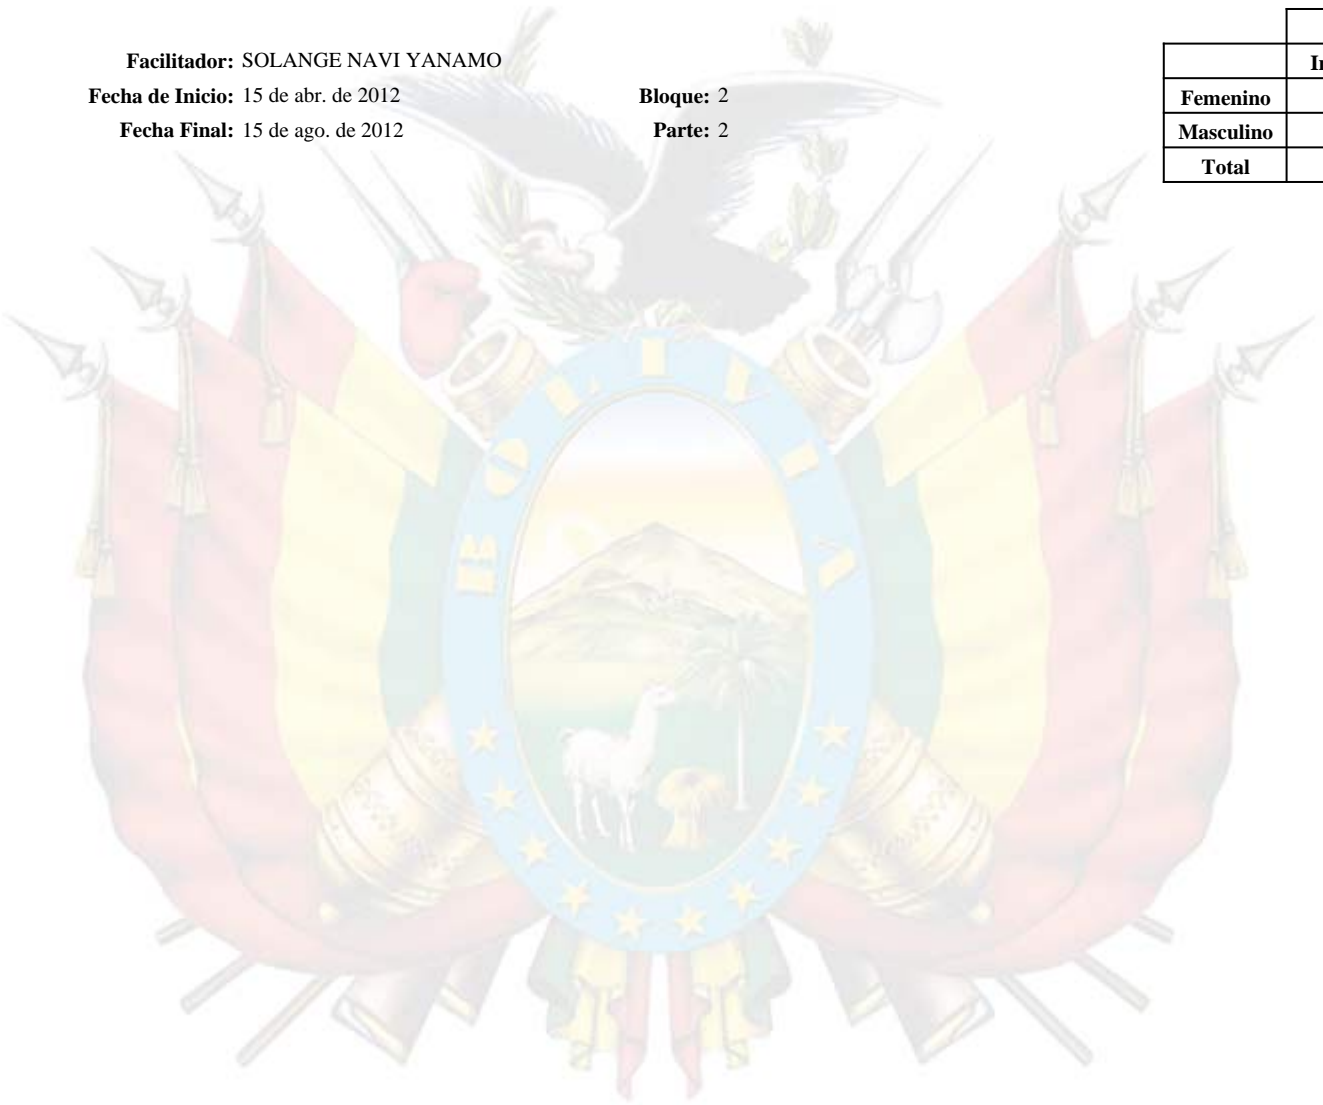 Facilitador: SOLANGE NAVI YANAMO
Fecha de Inicio: 15 de abr. de 2012 Bloque: 2
Fecha Final: 15 de ago. de 2012 Parte: 2
Femenino
Masculino
Total
BOLIVIA